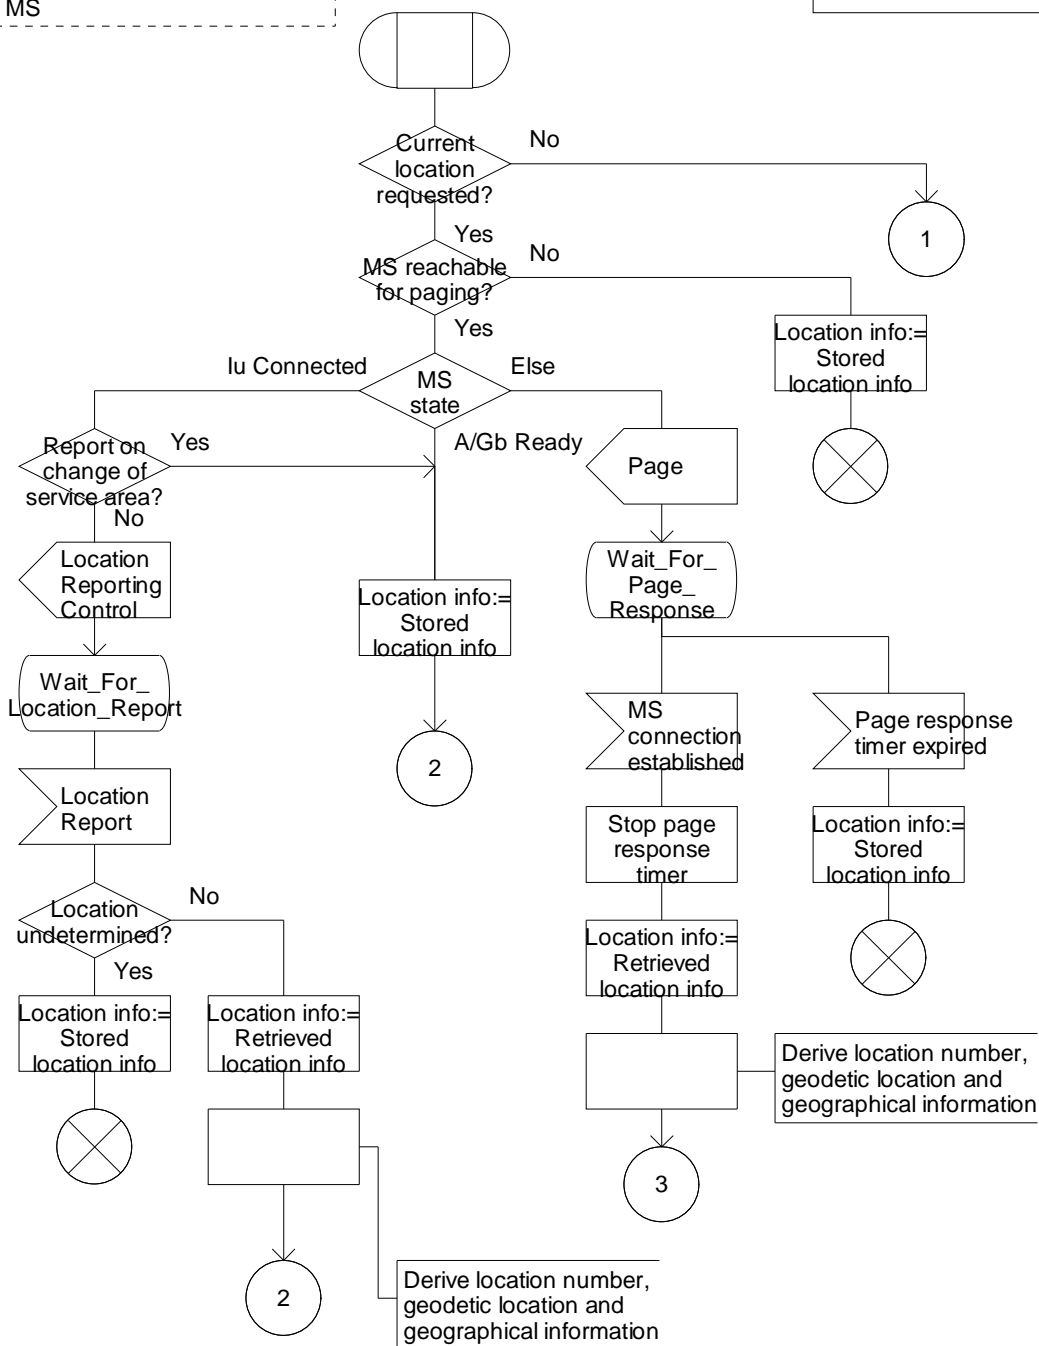 MS
Current
location
requested?
No
1
Yes
MS reachable
for paging?
No
Yes
Location info:=
Stored
location info
Iu Connected
MS
state
Else
A/Gb Ready
Report on
change of
service area?
Yes
No
Page
Location
Reporting
Control
Wait_For_
Page_
Response
Location info:=
Stored
location info
Wait_For_
Location_Report
2
MS
connection
established
Page response
timer expired
Location
Report
Stop page
response
timer
Location info:=
Stored
location info
Location
undetermined?
No
Yes
Location info:=
Retrieved
location info
Location info:=
Stored
location info
Location info:=
Retrieved
location info
Derive location number,
geodetic location and
geographical information
3
2
Derive location number,
geodetic location and
geographical information